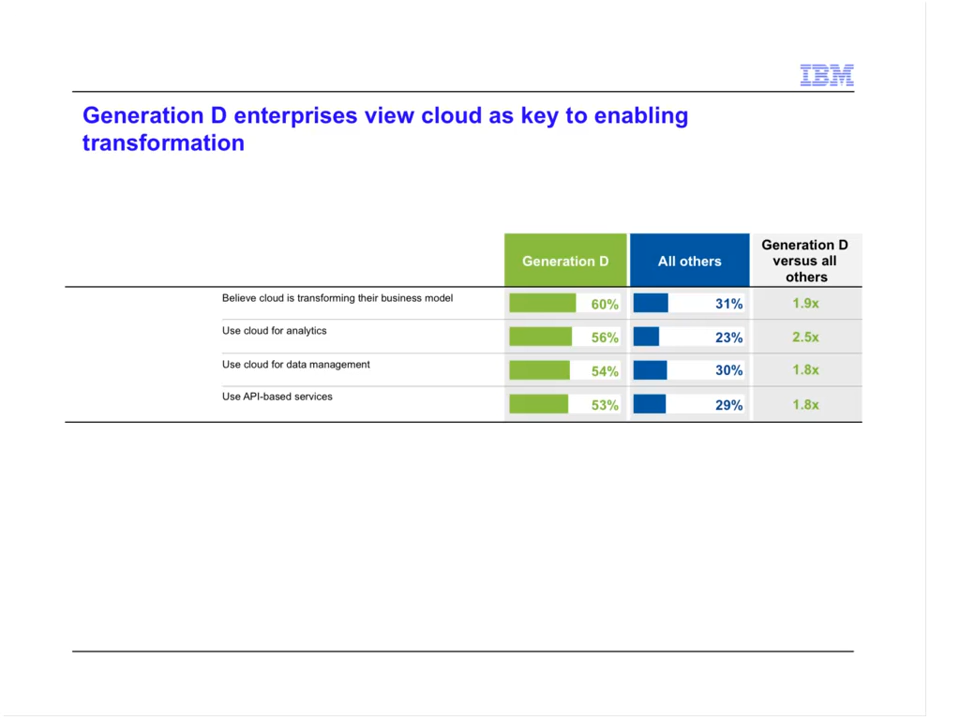 IBM
Generation D enterprises view cloud as key to enabling
transformation
Generation D
All others
Generation D
versus all
others
Believe cloud is transforming their business model 60% 31% 1.9x
Use cloud for analytics 56% 23% 2.5x
Use cloud for data management 54% 30% 1.8x
Use API-based services 53% 29% 1.8x